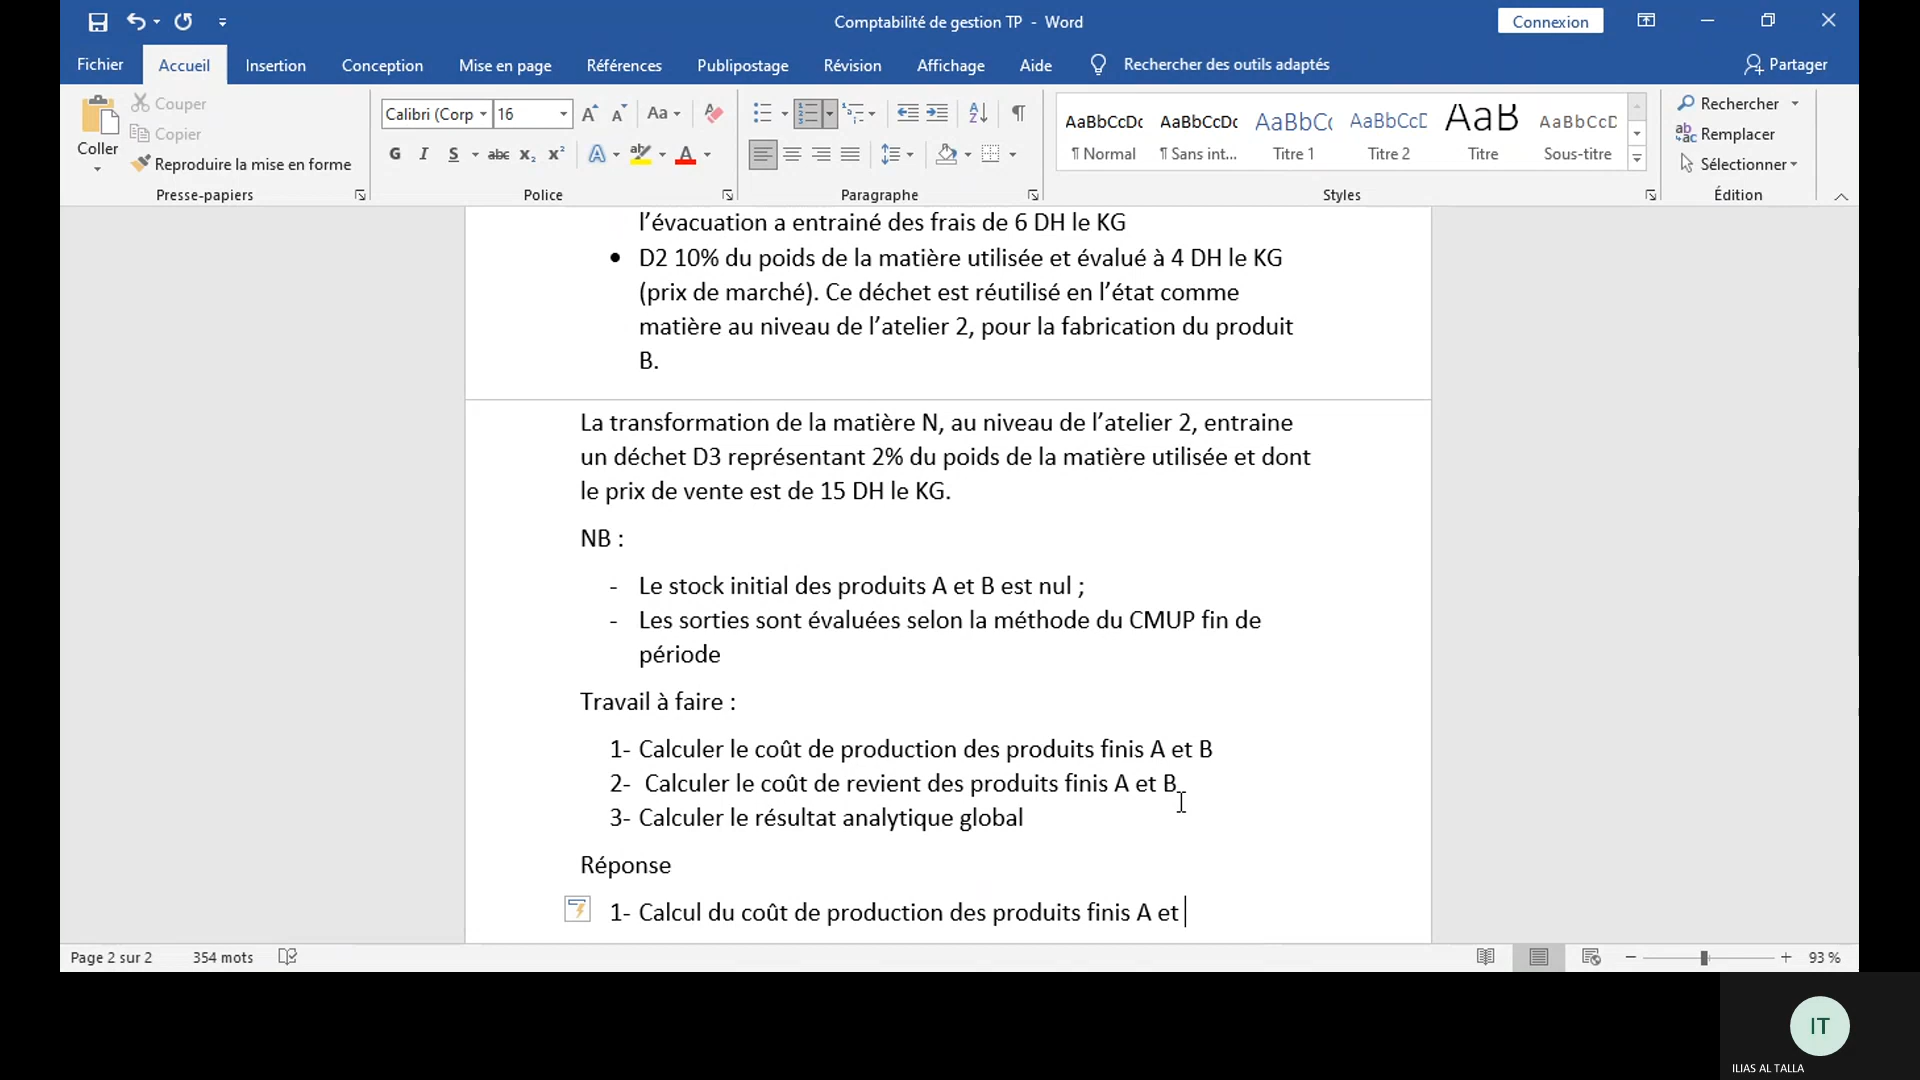 Comptabilité de gestion TP - Word
Connexion
Fichier Accueil Insertion Conception Mise en page Références Publipostage Révision Affichage Aide Rechercher des outils adaptés Partager
Coller
Couper
Copier
Reproduire la mise en forme
Presse-papiers
Calibri (Corp 16
Police
Paragraphe
AaBbCcDc AaBbCcDc AaBbCc AaBbCcD AaB AaBbCcD
¶ Normal ¶ Sans int... Titre 1 Titre 2 Titre Sous-titre
Styles
Rechercher
Remplacer
Sélectionner
Édition
l’évacuation a entrainé des frais de 6 DH le KG
• D2 10% du poids de la matière utilisée et évalué à 4 DH le KG
(prix de marché). Ce déchet est réutilisé en l’état comme
matière au niveau de l’atelier 2, pour la fabrication du produit
B.
La transformation de la matière N, au niveau de l’atelier 2, entraine
un déchet D3 représentant 2% du poids de la matière utilisée et dont
le prix de vente est de 15 DH le KG.
NB :
- Le stock initial des produits A et B est nul ;
- Les sorties sont évaluées selon la méthode du CMUP fin de
période
Travail à faire :
1- Calculer le coût de production des produits finis A et B
2- Calculer le coût de revient des produits finis A et B
3- Calculer le résultat analytique global
Réponse
1- Calcul du coût de production des produits finis A et
Page 2 sur 2 354 mots 93 %
IT
ILIAS AL TALLA